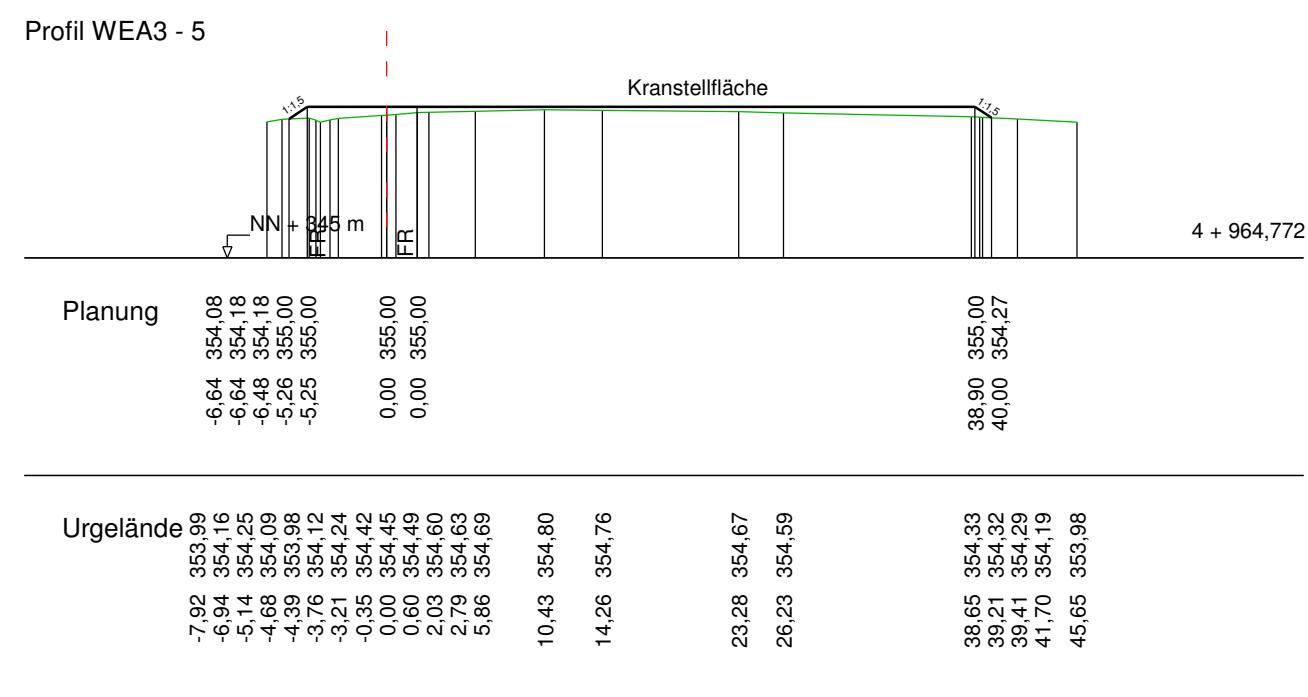 Profil WEA3 - 5
Kranstellfläche
1:1,5
1:1,5
NN + 345 m
FR
FR
4 + 964,772
Planung
354,08 354,18 354,18 355,00 355,00 355,00 355,00 355,00 354,27
-6,64 -6,64 -6,48 -5,26 -5,25 0,00 0,00 38,90 40,00
Urgelände
353,99 354,16 354,25 354,09 353,98 354,12 354,24 354,42 354,45 354,49 354,60 354,63 354,69 354,80 354,76 354,67 354,59 354,33 354,32 354,29 354,19 353,98
-7,92 -6,94 -5,14 -4,68 -4,39 -3,76 -3,21 -0,35 0,00 0,60 2,03 2,79 5,86 10,43 14,26 23,28 26,23 38,65 39,21 39,41 41,70 45,65